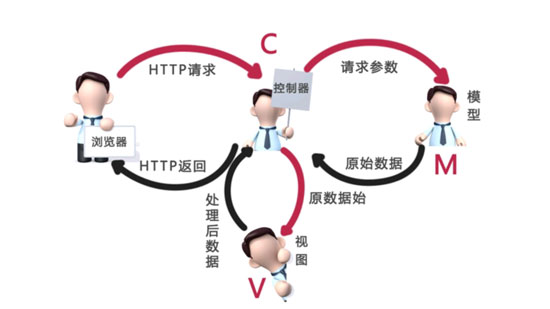 C
HTTP请求
请求参数
控制器
模型
浏览器
M
HTTP返回
原始数据
处理后数据
原数据始
视图
V